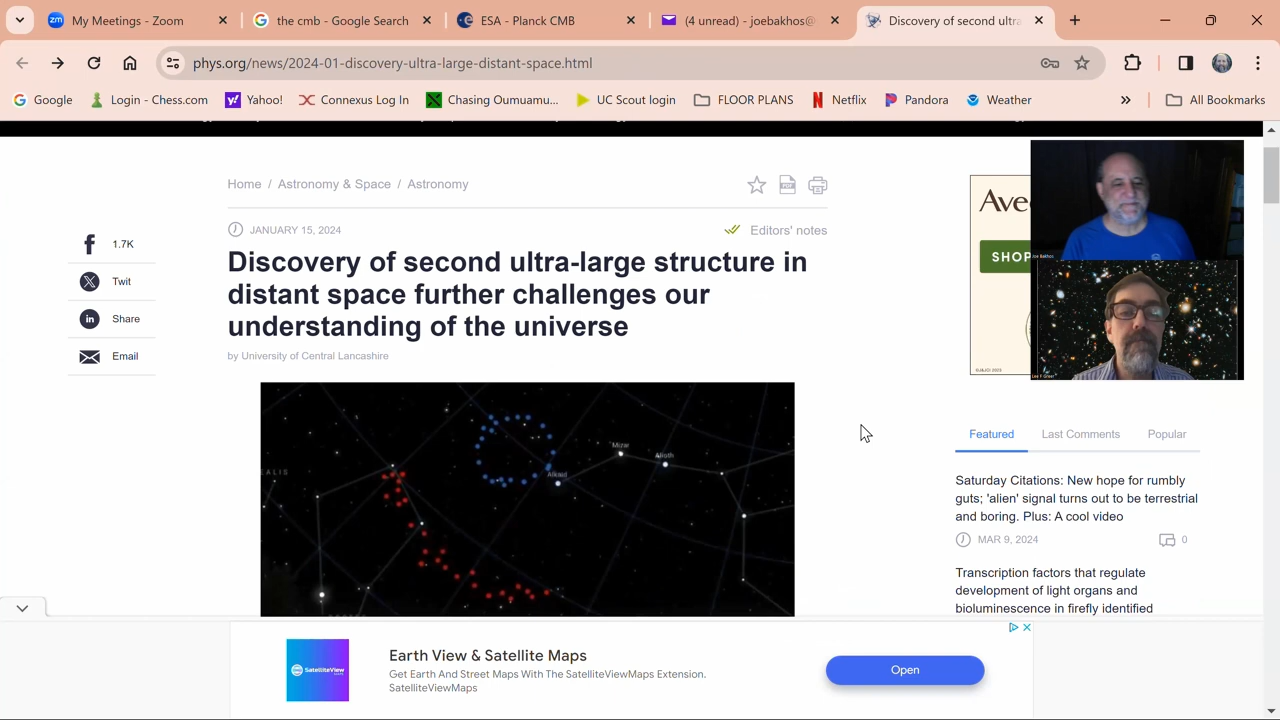 My Meetings - Zoom
the cmb - Google Search
ESA - Planck CMB
(4 unread) - joebakhos@
Discovery of second ultra
phys.org/news/2024-01-discovery-ultra-large-distant-space.html
Google
Login - Chess.com
Yahoo!
Connexus Log In
Chasing Oumuamu...
UC Scout login
FLOOR PLANS
Netflix
Pandora
Weather
All Bookmarks
Home / Astronomy & Space / Astronomy
PDF
JANUARY 15, 2024
Editors' notes
Discovery of second ultra-large structure in
distant space further challenges our
understanding of the universe
by University of Central Lancashire
1.7K
Twit
Share
Email
Mizar
Alioth
Alkaid
EALIS
Ave
SHOP
Joe Bakhos
Featured
Last Comments
Popular
Saturday Citations: New hope for rumbly
guts; 'alien' signal turns out to be terrestrial
and boring. Plus: A cool video
MAR 9, 2024
0
Transcription factors that regulate
development of light organs and
bioluminescence in firefly identified
SatelliteView
Earth View & Satellite Maps
Get Earth And Street Maps With The SatelliteViewMaps Extension.
SatelliteViewMaps
Open